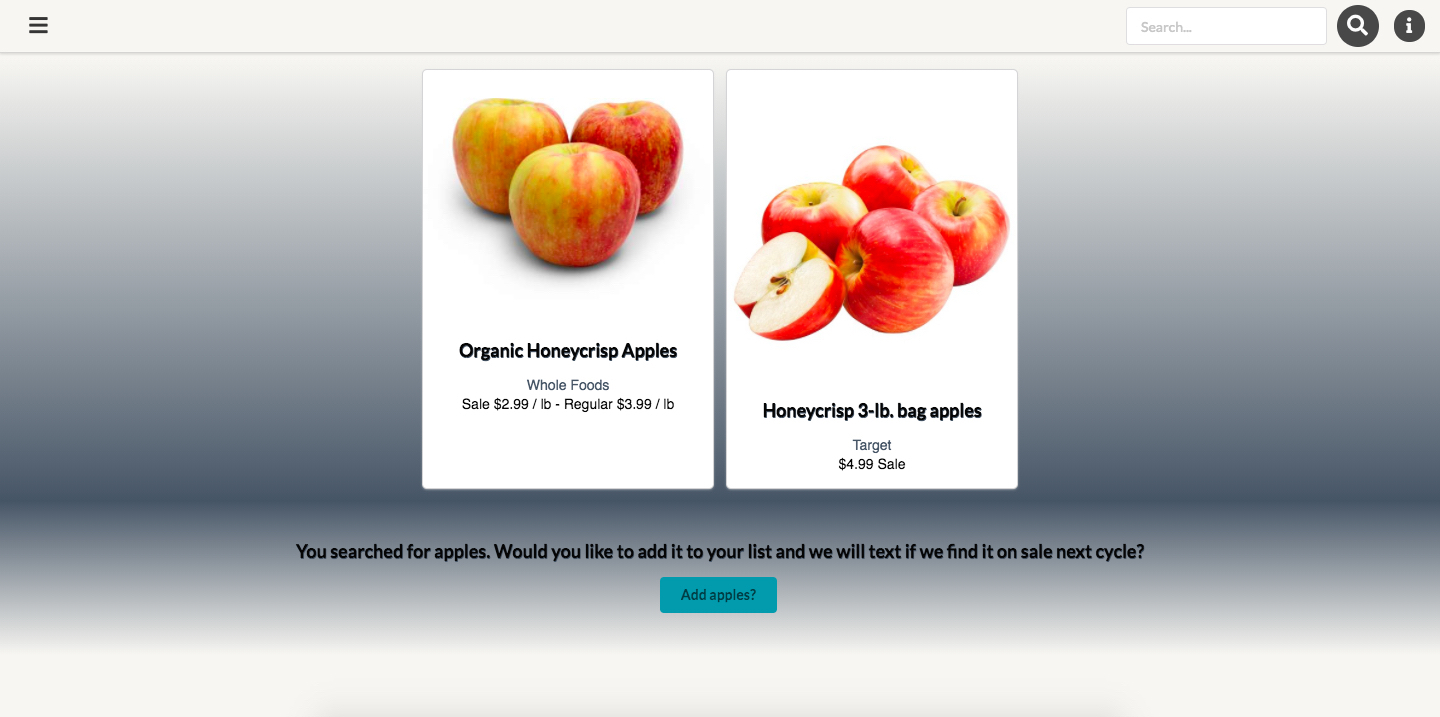 Search...
Organic Honeycrisp Apples
Whole Foods
Sale $2.99 / lb - Regular $3.99 / lb
Honeycrisp 3-lb. bag apples
Target
$4.99 Sale
You searched for apples. Would you like to add it to your list and we will text if we find it on sale next cycle?
Add apples?